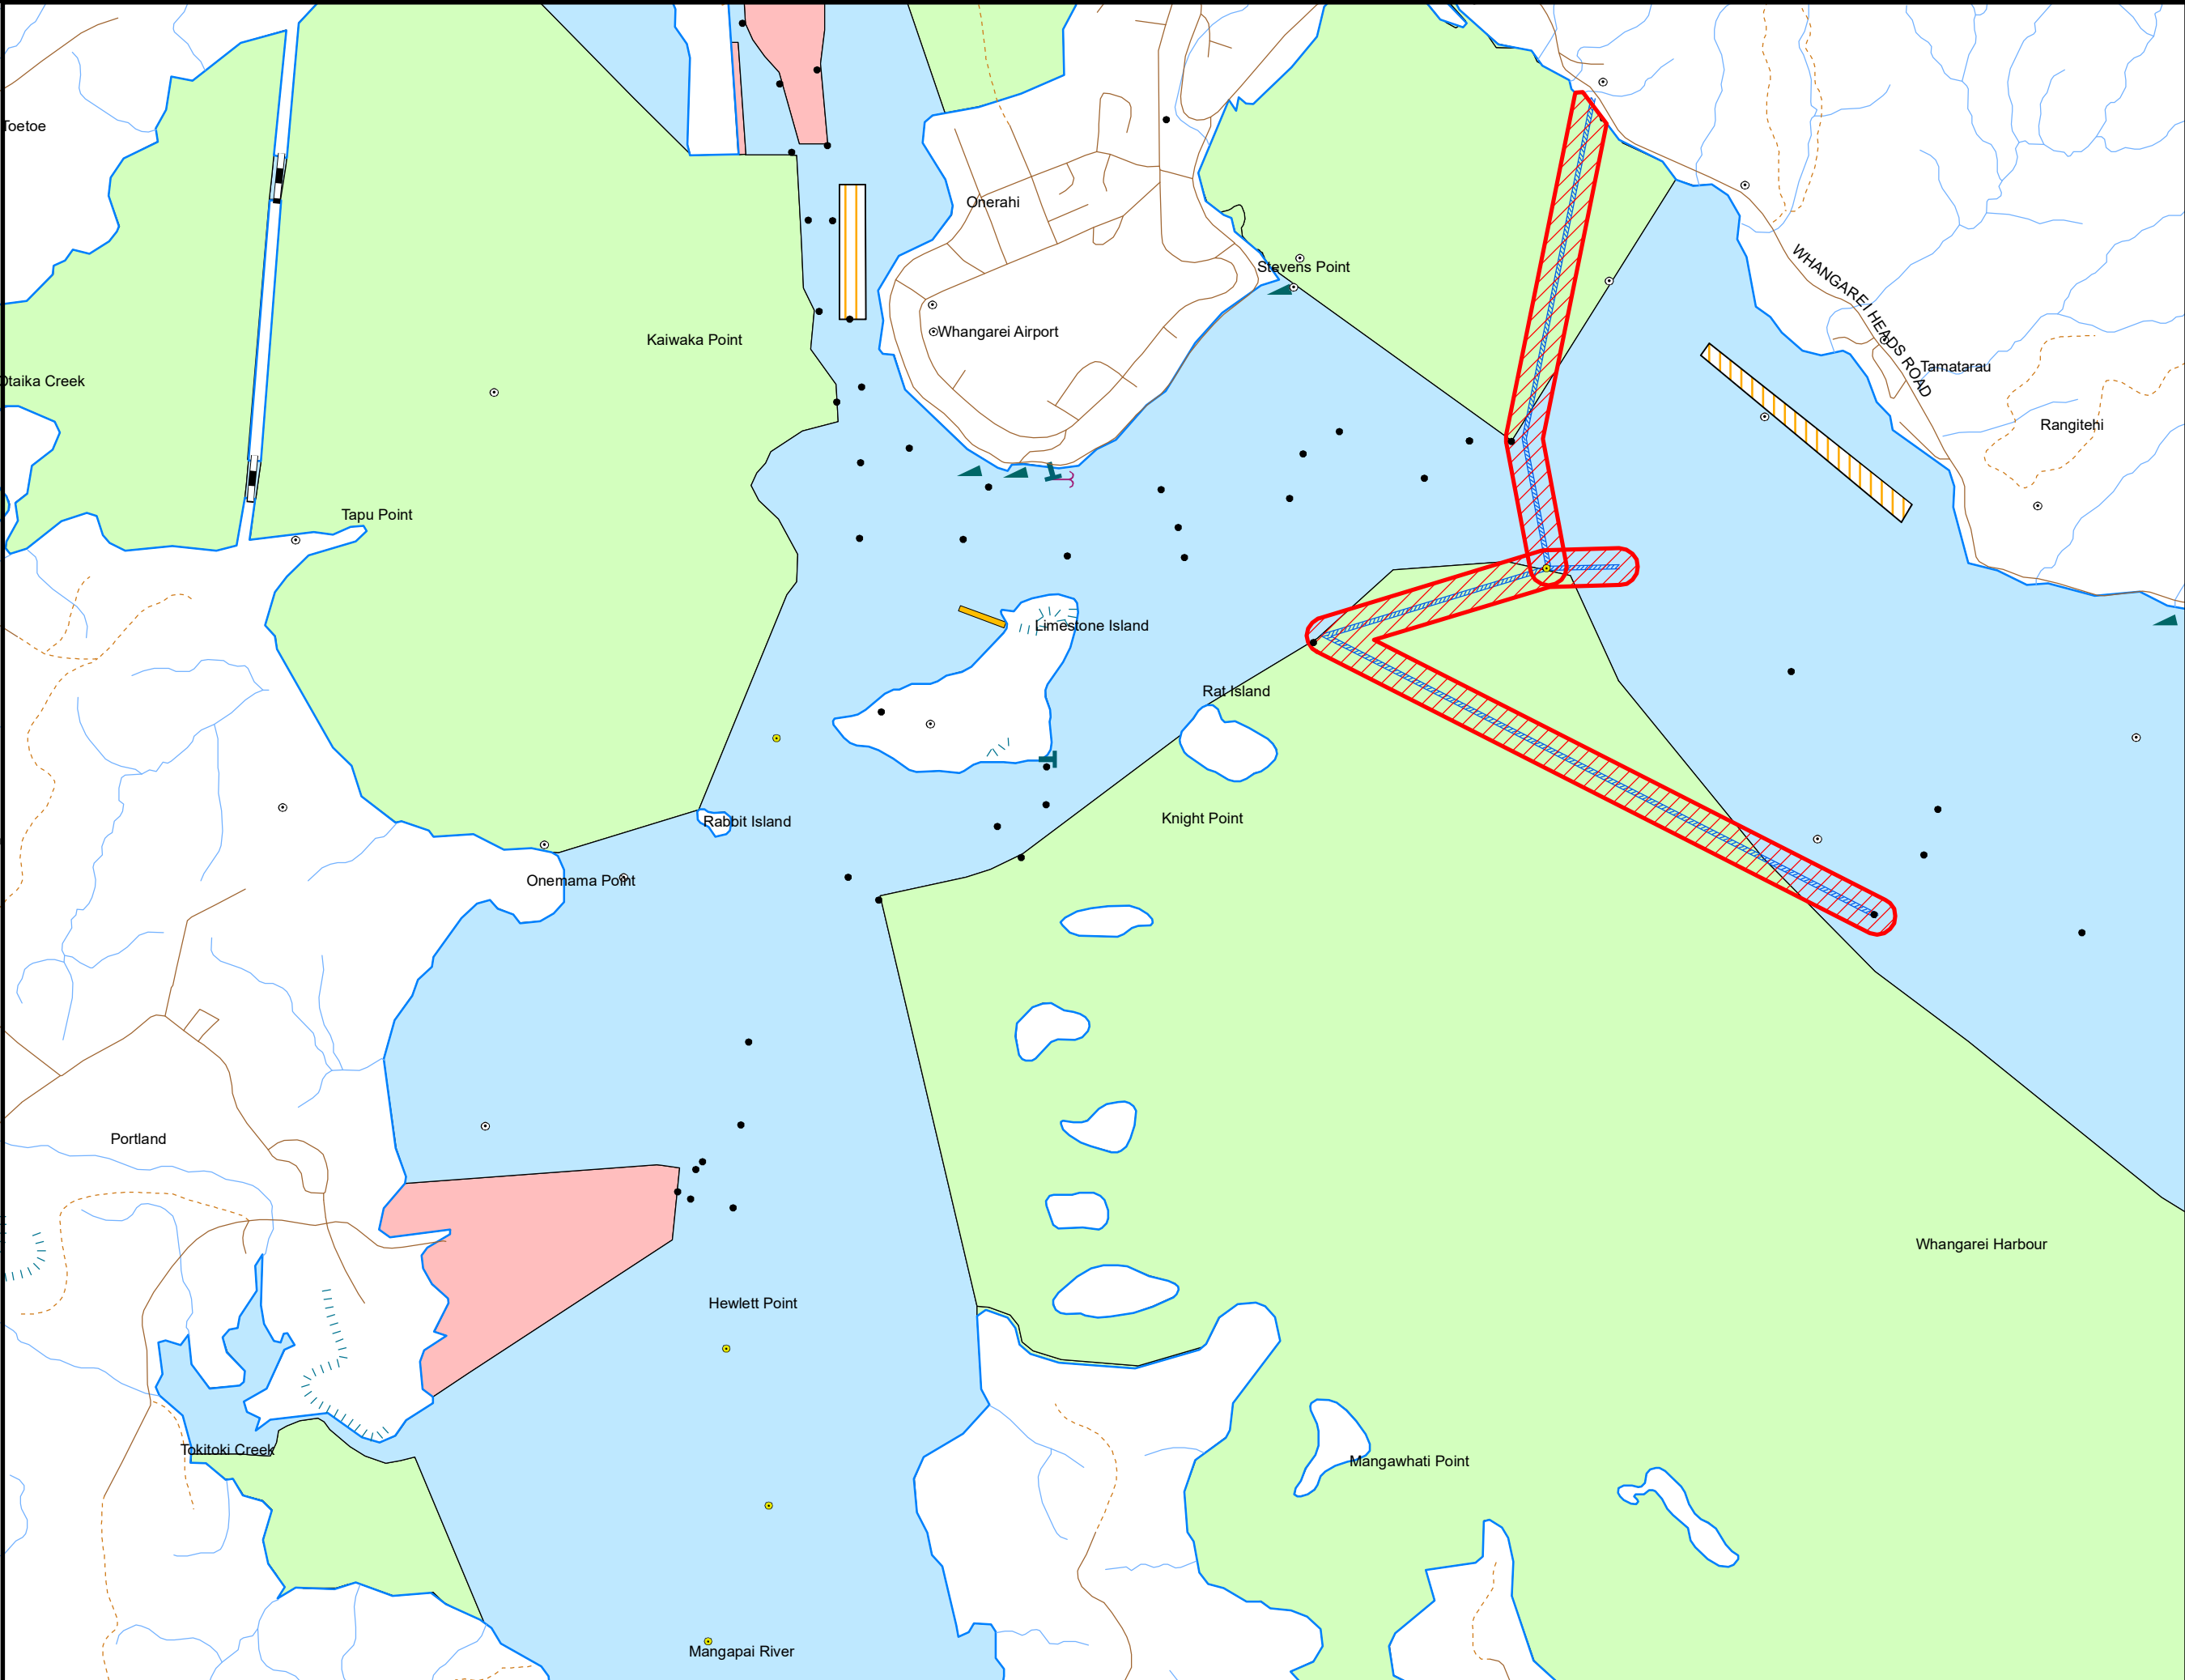 Toetoe
Onerahi
Stevens Point
WHANGAREI HEADS ROAD
Kaiwaka Point
Whangarei Airport
Tamatarau
Otaika Creek
Rangitehi
Tapu Point
Limestone Island
Rat Island
Knight Point
Rabbit Island
Onemama Point
Portland
Whangarei Harbour
Hewlett Point
Tokitoki Creek
Mangawhati Point
Mangapai River